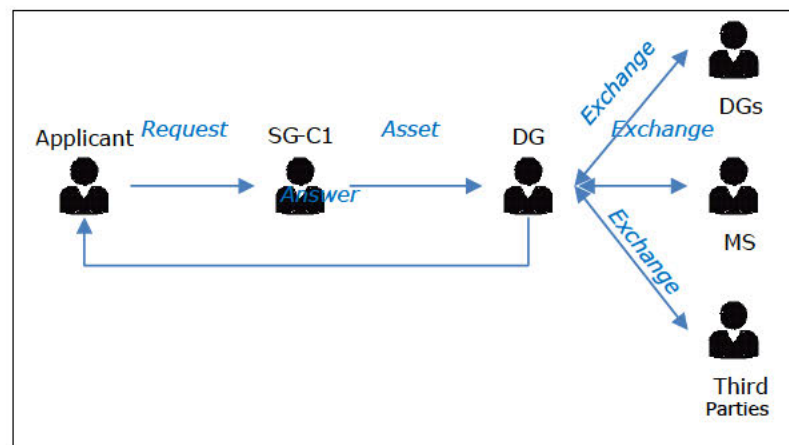 Exchange
DGs
Applicant
Request
SG-C1
Asset
DG
Exchange
Answer
MS
Exchange
Third
Parties